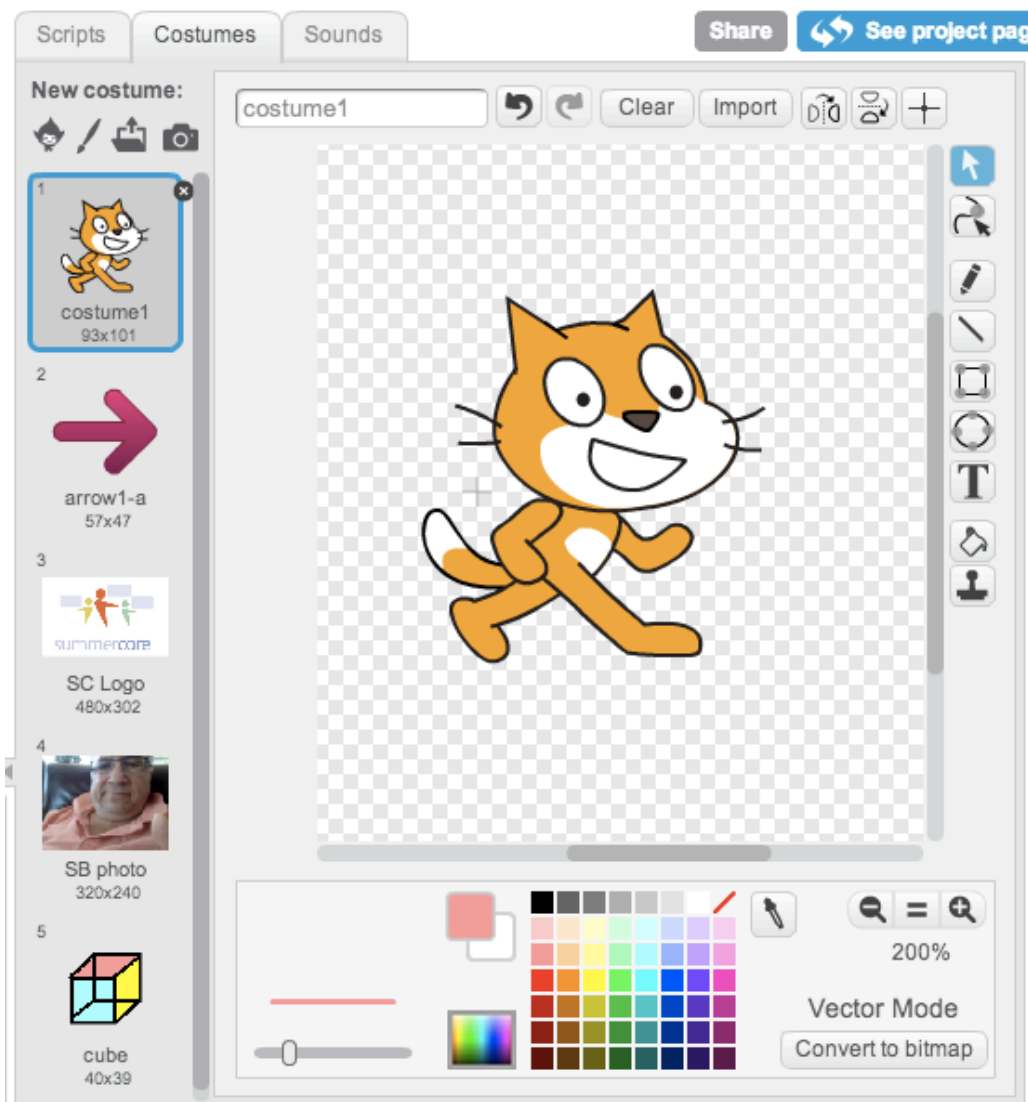 Scripts
Costumes
Sounds
Share
See project pag
New costume:
costume1
Clear
Import
1
costume1
93x101
2
arrow1-a
57x47
3
summercore
SC Logo
480x302
4
SB photo
320x240
5
cube
40x39
T
200%
Vector Mode
Convert to bitmap